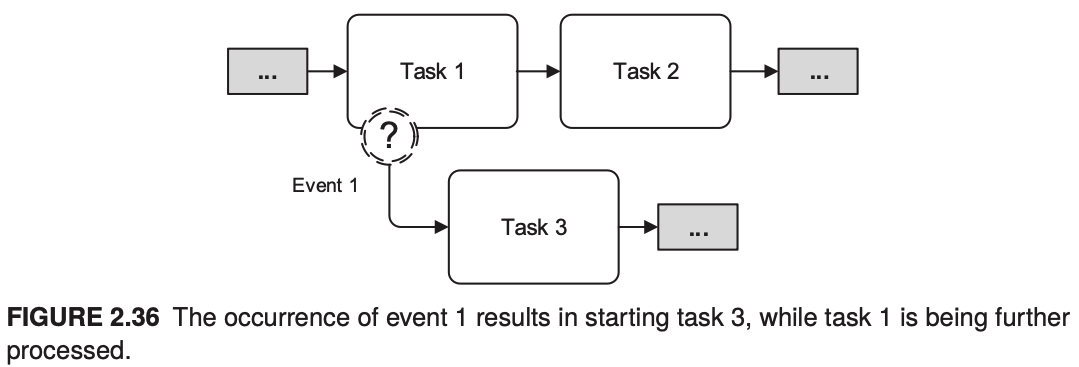 ...
Task 1
Task 2
...
?
Event 1
Task 3
...
FIGURE 2.36 The occurrence of event 1 results in starting task 3, while task 1 is being further
processed.